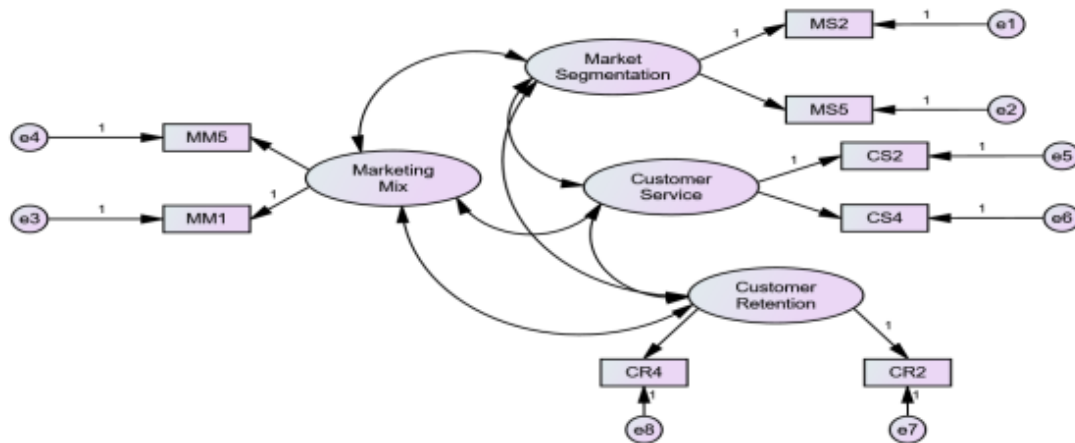 1
MS2
1
e1
Market
Segmentation
MS5
1
e2
e4
1
MM5
Marketing
Mix
1
CS2
1
e5
Customer
Service
e3
1
MM1
1
CS4
1
e6
Customer
Retention
1
CR4
CR2
1
1
e8
e7